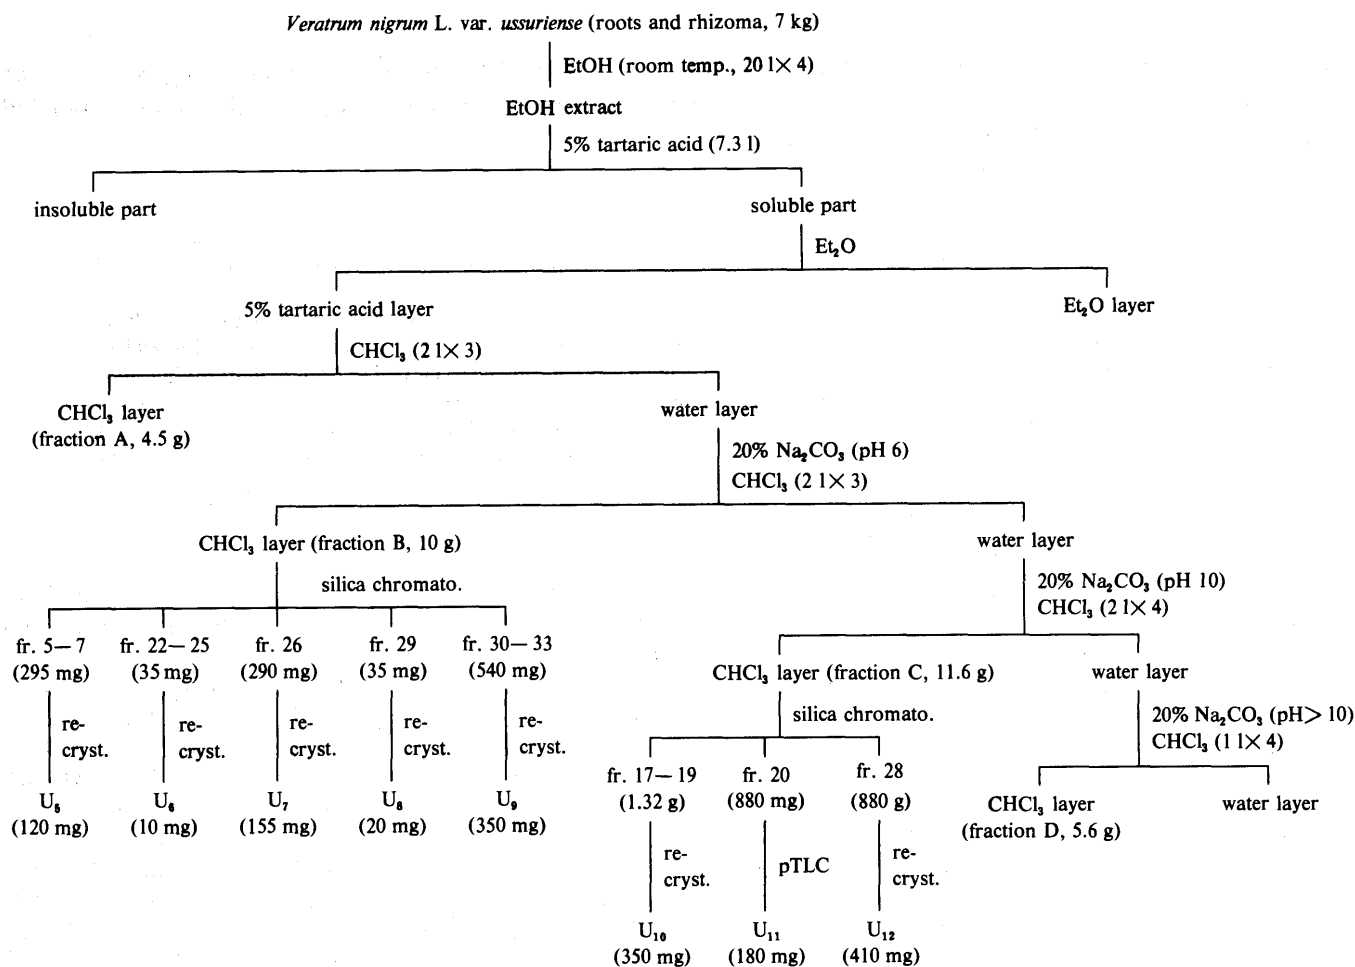 Veratrum nigrum L. var. ussuriense (roots and rhizoma, 7 kg)
EtOH (room temp., 20 l× 4)
EtOH extract
5% tartaric acid (7.3 l)
insoluble part
soluble part
Et₂O
5% tartaric acid layer
Et₂O layer
CHCl₃ (2 l× 3)
CHCl₃ layer
(fraction A, 4.5 g)
water layer
20% Na₂CO₃ (pH 6)
CHCl₃ (2 l× 3)
CHCl₃ layer (fraction B, 10 g)
water layer
silica chromato.
20% Na₂CO₃ (pH 10)
CHCl₃ (2 l× 4)
fr. 5—7
(295 mg)
fr. 22—25
(35 mg)
fr. 26
(290 mg)
fr. 29
(35 mg)
fr. 30—33
(540 mg)
CHCl₃ layer (fraction C, 11.6 g)
water layer
re-
cryst.
re-
cryst.
re-
cryst.
re-
cryst.
re-
cryst.
silica chromato.
20% Na₂CO₃ (pH> 10)
CHCl₃ (1 l× 4)
U₅
(120 mg)
U₆
(10 mg)
U₇
(155 mg)
U₈
(20 mg)
U₉
(350 mg)
fr. 17—19
(1.32 g)
fr. 20
(880 mg)
fr. 28
(880 g)
CHCl₃ layer
(fraction D, 5.6 g)
water layer
re-
cryst.
pTLC
re-
cryst.
U₁₀
(350 mg)
U₁₁
(180 mg)
U₁₂
(410 mg)